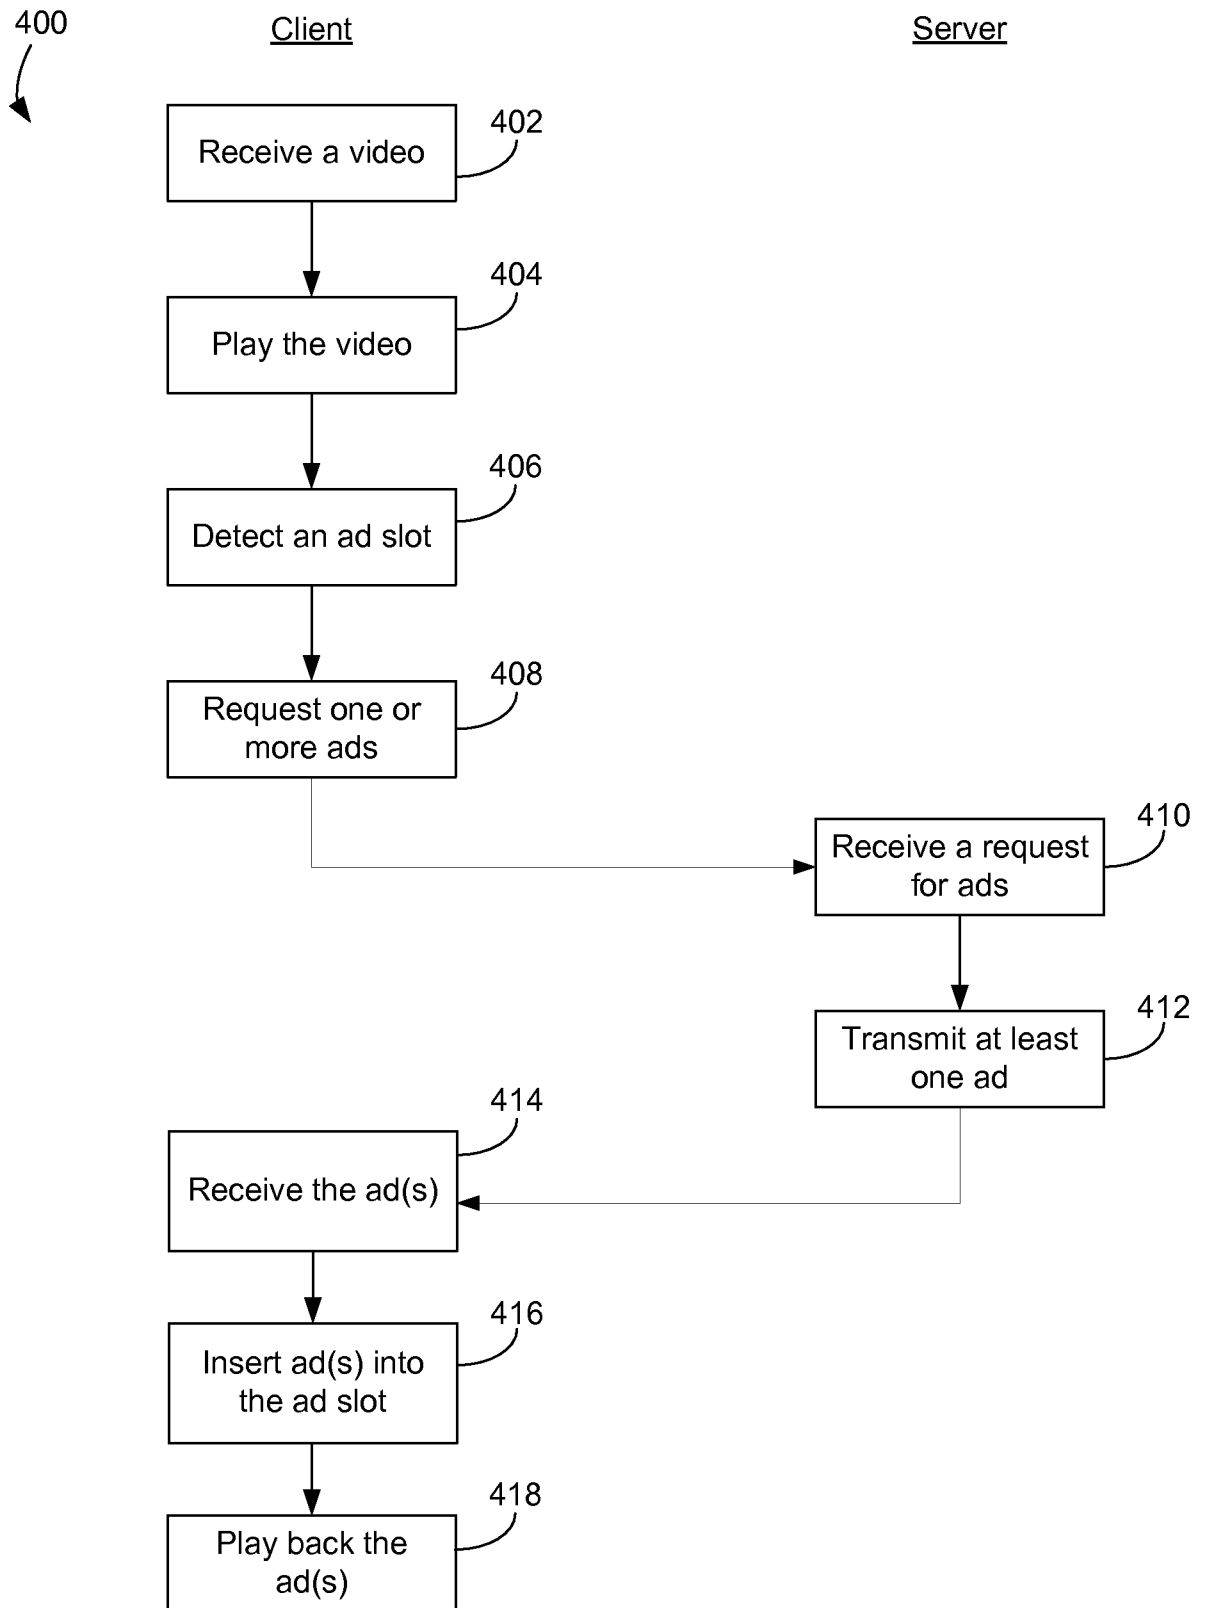 400
Client
Server
402
Receive a video
404
Play the video
406
Detect an ad slot
408
Request one or
more ads
410
Receive a request
for ads
412
Transmit at least
one ad
414
Receive the ad(s)
416
Insert ad(s) into
the ad slot
418
Play back the
ad(s)